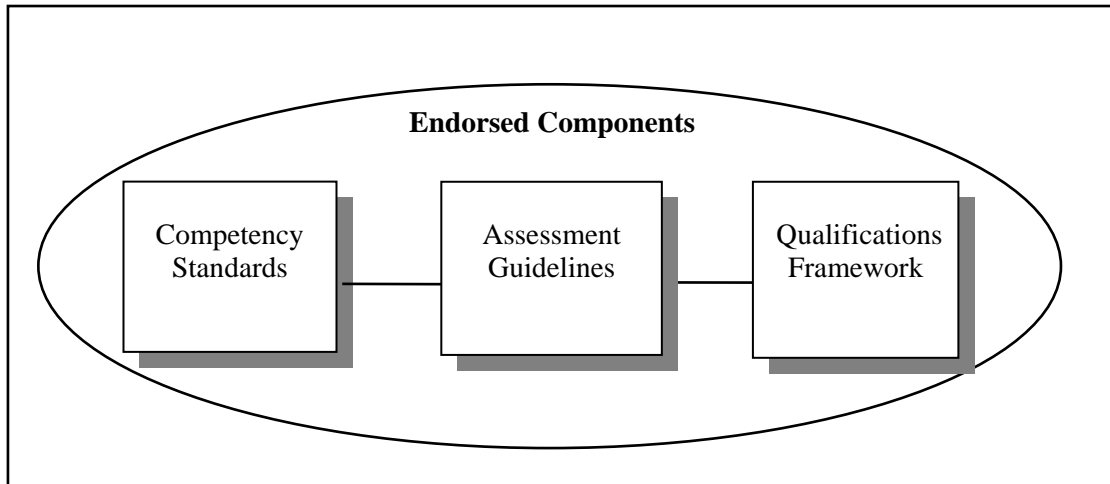 Endorsed Components
Competency
Standards
Assessment
Guidelines
Qualifications
Framework